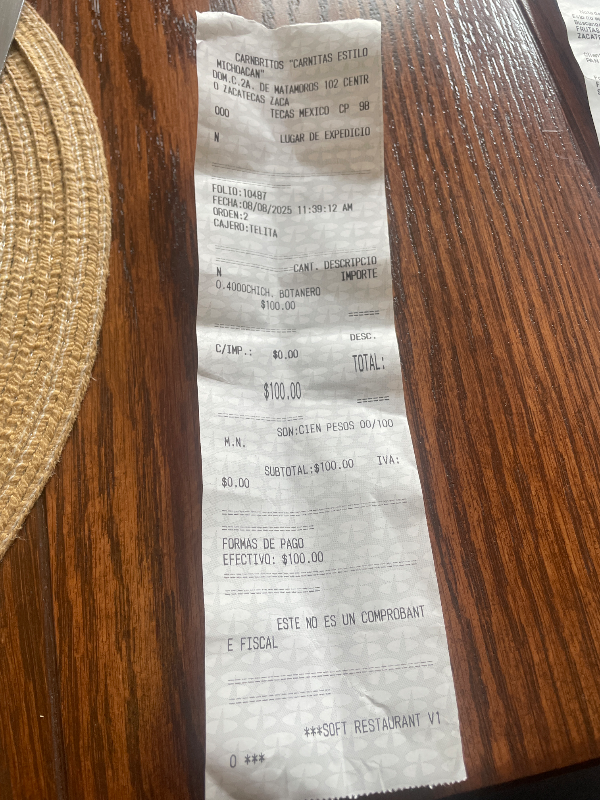 CARNBRITOS "CARNITAS ESTILO
MICHOACAN"
DOM.C.2A. DE MATAMOROS 102 CENTR
O ZACATECAS ZACA
TECAS MEXICO CP 98
000
LUGAR DE EXPEDICIO
N
FOLIO:10487
FECHA:08/08/2025 11:39:12 AM
ORDEN:2
CAJERO:TELITA
CANT. DESCRIPCIO
N IMPORTE
0.4000CHICH. BOTANERO
$100.00
======
DESC.
C/IMP.: $0.00
TOTAL:
$100.00
======
SON:CIEN PESOS 00/100
M.N.
SUBTOTAL:$100.00 IVA:
$0.00
FORMAS DE PAGO
EFECTIVO: $100.00
ESTE NO ES UN COMPROBANT
E FISCAL
***SOFT RESTAURANT V1
0 ***
FRUTAS